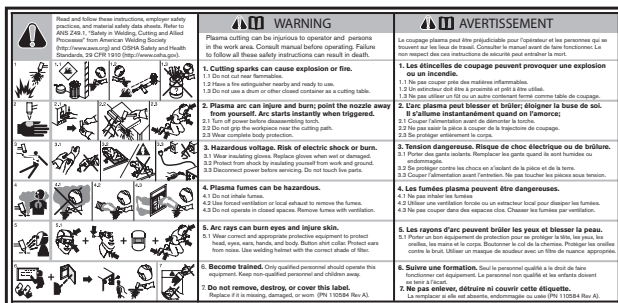 Read and follow these instructions, employer safety
practices, and material safety data sheets. Refer to
ANS Z49.1, "Safety in Welding, Cutting and Allied
Processes" from American Welding Society
(http://www.aws.org) and OSHA Safety and Health
Standards, 29 CFR 1910 (http://www.osha.gov).
WARNING
Plasma cutting can be injurious to operator and persons
in the work area. Consult manual before operating. Failure
to follow all these safety instructions can result in death.
1. Cutting sparks can cause explosion or fire.
1.1 Do not cut near flammables.
1.2 Have a fire extinguisher nearby and ready to use.
1.3 Do not use a drum or other closed container as a cutting table.
2. Plasma arc can injure and burn; point the nozzle away
from yourself. Arc starts instantly when triggered.
2.1 Turn off power before disassembling torch.
2.2 Do not grip the workpiece near the cutting path.
2.3 Wear complete body protection.
3. Hazardous voltage. Risk of electric shock or burn.
3.1 Wear insulating gloves. Replace gloves when wet or damaged.
3.2 Protect from shock by insulating yourself from work and ground.
3.3 Disconnect power before servicing. Do not touch live parts.
4. Plasma fumes can be hazardous.
4.1 Do not inhale fumes.
4.2 Use forced ventilation or local exhaust to remove the fumes.
4.3 Do not operate in closed spaces. Remove fumes with ventilation.
5. Arc rays can burn eyes and injure skin.
5.1 Wear correct and appropriate protective equipment to protect
head, eyes, ears, hands, and body. Button shirt collar. Protect ears
from noise. Use welding helmet with the correct shade of filter.
6. Become trained. Only qualified personnel should operate this
equipment. Keep non-qualified personnel and children away.
7. Do not remove, destroy, or cover this label.
Replace if it is missing, damaged, or worn (PN 110584 Rev A).
AVERTISSEMENT
Le coupage plasma peut être préjudiciable pour l'opérateur et les personnes qui se
trouvent sur les lieux de travail. Consulter le manuel avant de faire fonctionner. Le
non respect des ces instructions de sécurité peut entraîner la mort.
1. Les étincelles de coupage peuvent provoquer une explosion
ou un incendie.
1.1 Ne pas couper près des matières inflammables.
1.2 Un extincteur doit être à proximité et prêt à être utilisé.
1.3 Ne pas utiliser un fût ou un autre contenant fermé comme table de coupage.
2. L'arc plasma peut blesser et brûler; éloigner la buse de soi.
Il s'allume instantanément quand on l'amorce;
2.1 Couper l'alimentation avant de démonter la torche.
2.2 Ne pas saisir la pièce à couper de la trajectoire de coupage.
2.3 Se protéger entièrement le corps.
3. Tension dangereuse. Risque de choc électrique ou de brûlure.
3.1 Porter des gants isolants. Remplacer les gants quand ils sont humides ou
endommagés.
3.2 Se protéger contre les chocs en s'isolant de la pièce et de la terre.
3.3 Couper l'alimentation avant l'entretien. Ne pas toucher les pièces sous tension.
4. Les fumées plasma peuvent être dangereuses.
4.1 Ne pas inhaler les fumées
4.2 Utiliser une ventilation forcée ou un extracteur local pour dissiper les fumées.
4.3 Ne pas couper dans des espaces clos. Chasser les fumées par ventilation.
5. Les rayons d'arc peuvent brûler les yeux et blesser la peau.
5.1 Porter un bon équipement de protection pour se protéger la tête, les yeux, les
oreilles, les mains et le corps. Boutonner le col de la chemise. Protéger les oreilles
contre le bruit. Utiliser un masque de soudeur avec un filtre de nuance appropriée.
6. Suivre une formation. Seul le personnel qualifié a le droit de faire
fonctionner cet équipement. Le personnel non qualifié et les enfants doivent
se tenir à l'écart.
7. Ne pas enlever, détruire ni couvrir cette étiquette.
La remplacer si elle est absente, endommagée ou usée (PN 110584 Rev A).